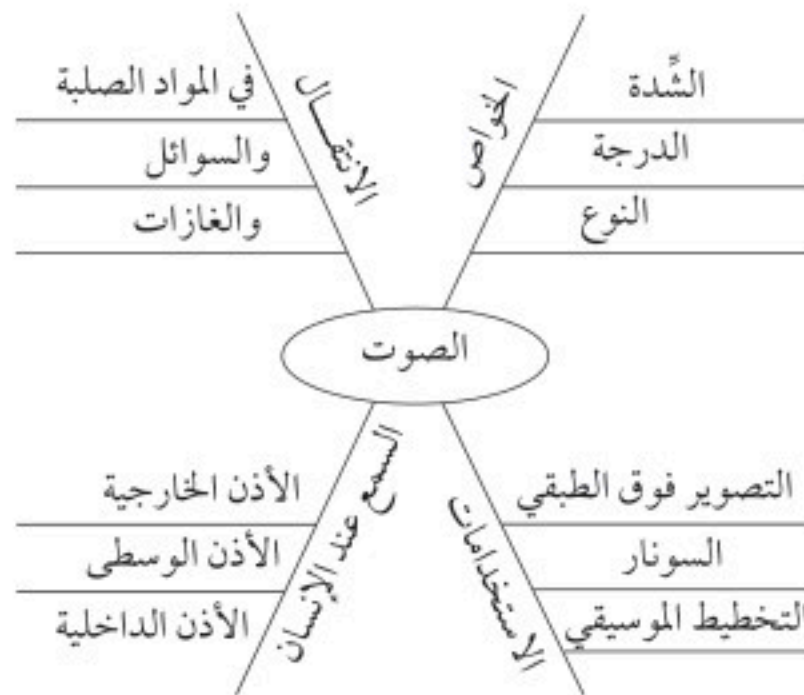 الصوت
الخواص
الشِّدة
الدرجة
النوع
الانتقال
في المواد الصلبة
والسوائل
والغازات
الاستخدامات
التصوير فوق الطبقي
السونار
التخطيط الموسيقي
السمع عند الإنسان
الأذن الخارجية
الأذن الوسطى
الأذن الداخلية